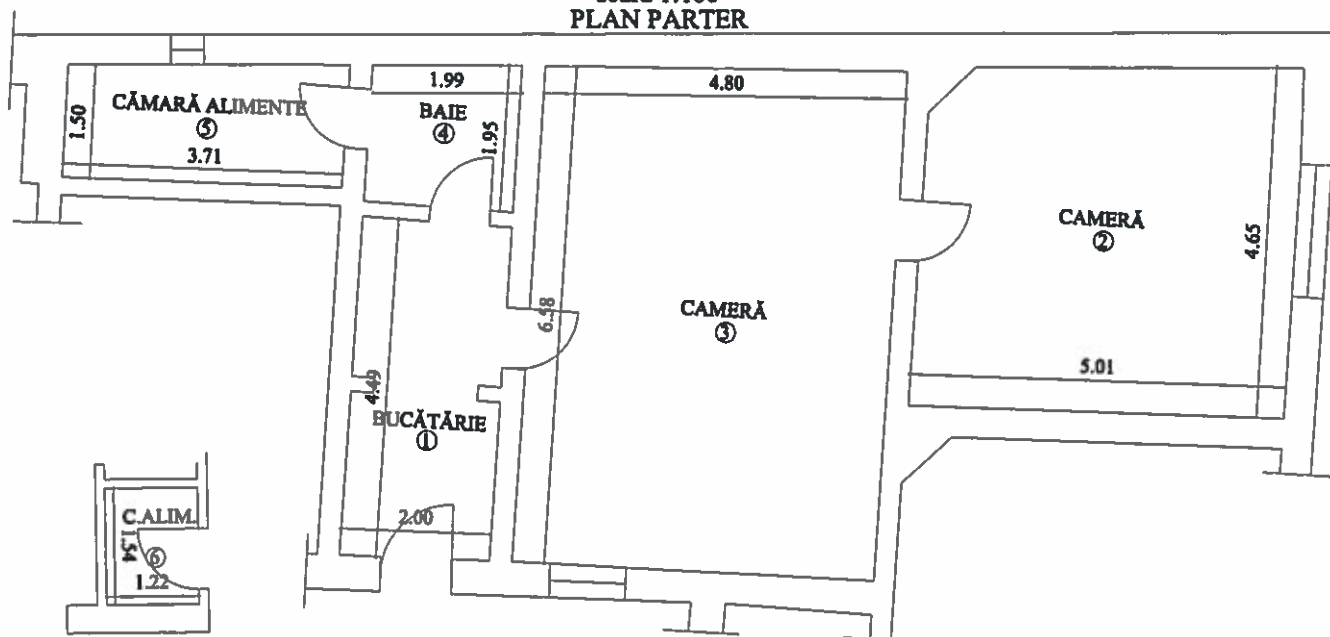 PLAN PARTER
1.99
4.80
CĂMARĂ ALIMENTE
⑤
1.50
3.71
BAIE
④
1.95
CAMERĂ
②
4.65
5.01
CAMERĂ
③
6.58
4.49
BUCĂTĂRIE
①
2.00
C.ALIM.
1.54
⑥
1.22